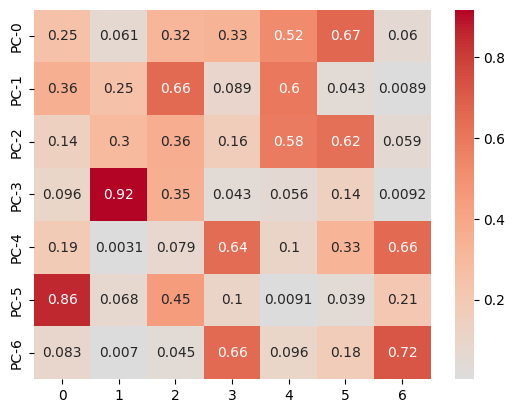 PC-0 0.25 0.061 0.32 0.33 0.52 0.67 0.06
PC-1 0.36 0.25 0.66 0.089 0.6 0.043 0.0089
PC-2 0.14 0.3 0.36 0.16 0.58 0.62 0.059
PC-3 0.096 0.92 0.35 0.043 0.056 0.14 0.0092
PC-4 0.19 0.0031 0.079 0.64 0.1 0.33 0.66
PC-5 0.86 0.068 0.45 0.1 0.0091 0.039 0.21
PC-6 0.083 0.007 0.045 0.66 0.096 0.18 0.72
0 1 2 3 4 5 6
0.8
0.6
0.4
0.2